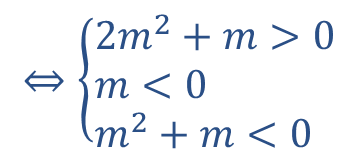 2m² + m > 0
⇔ { m < 0
m² + m < 0